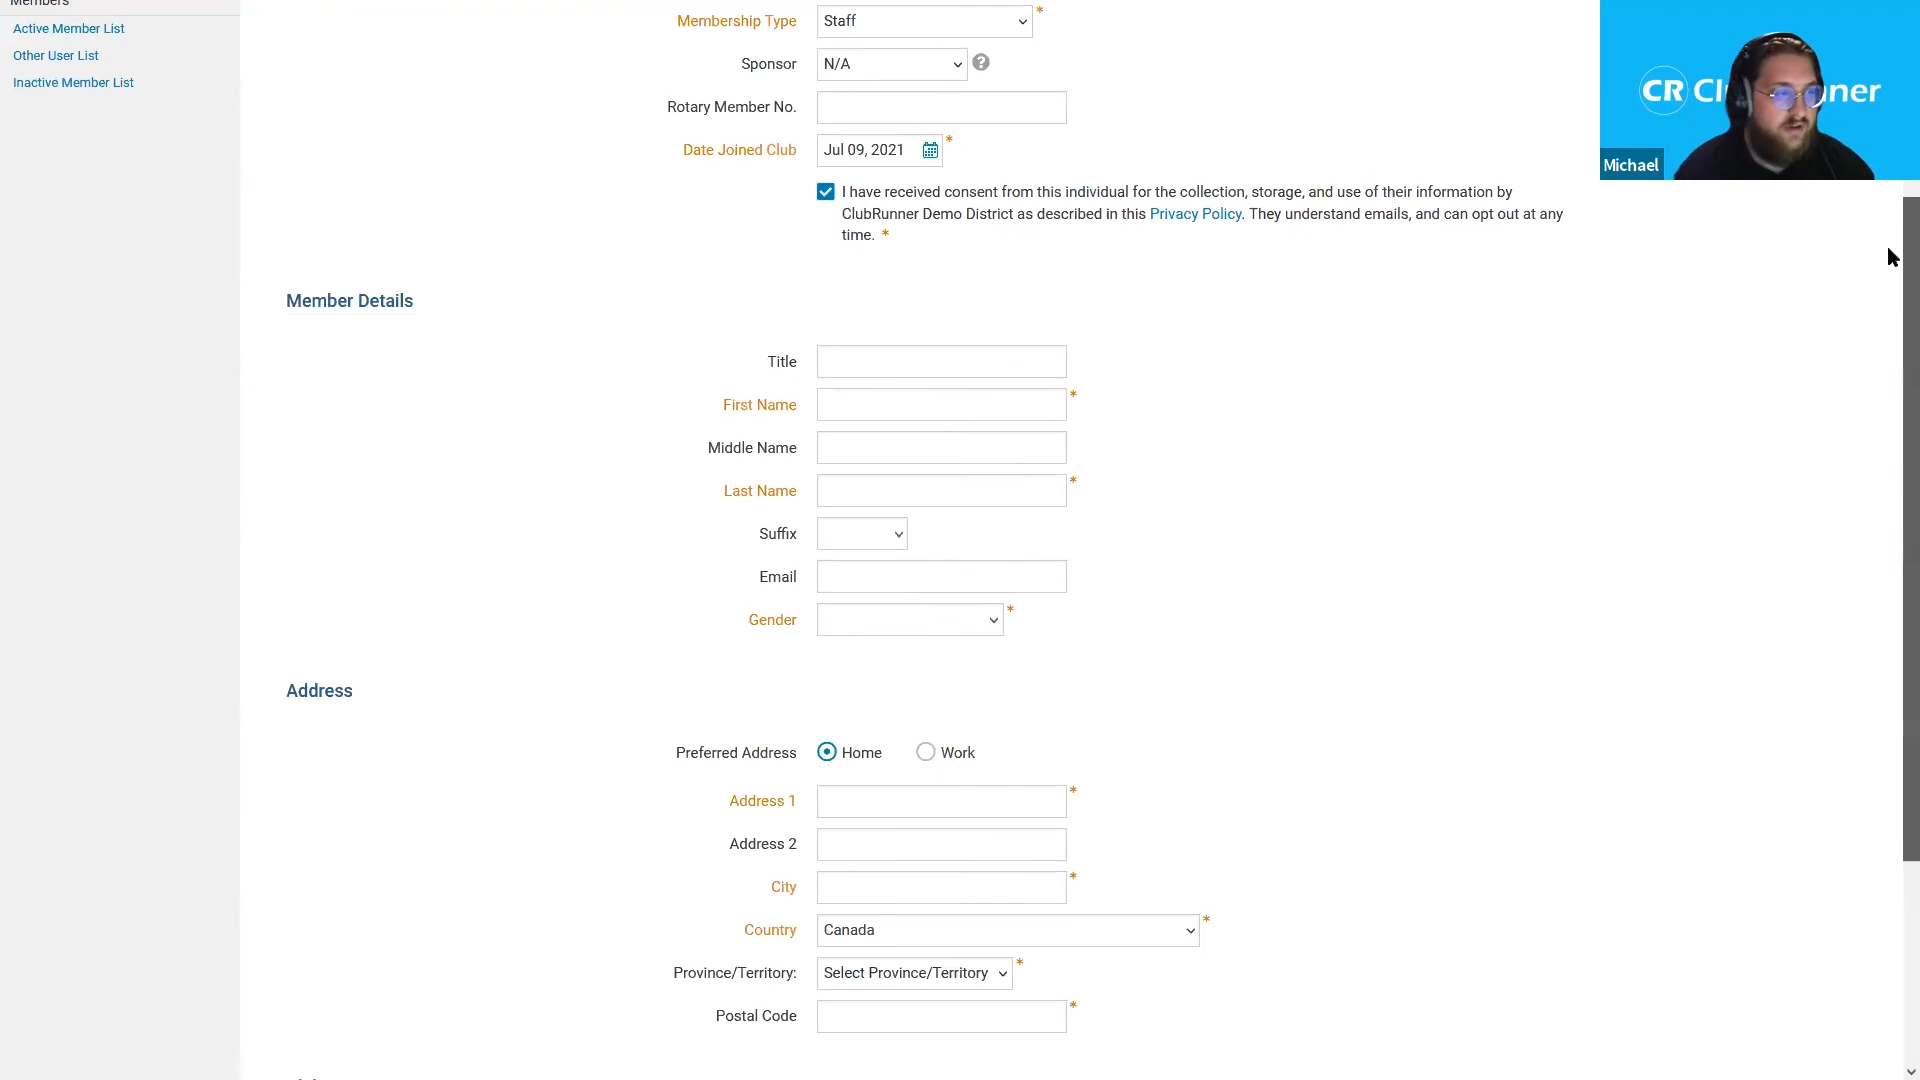 Members
Active Member List
Other User List
Inactive Member List
Membership Type Staff *
Sponsor N/A ?
Rotary Member No.
Date Joined Club Jul 09, 2021 *
I have received consent from this individual for the collection, storage, and use of their information by
ClubRunner Demo District as described in this Privacy Policy. They understand emails, and can opt out at any
time. *
Member Details
Title
First Name *
Middle Name
Last Name *
Suffix
Email
Gender *
Address
Preferred Address Home Work
Address 1 *
Address 2
City *
Country Canada *
Province/Territory: Select Province/Territory *
Postal Code *
CR Cl nner
Michael